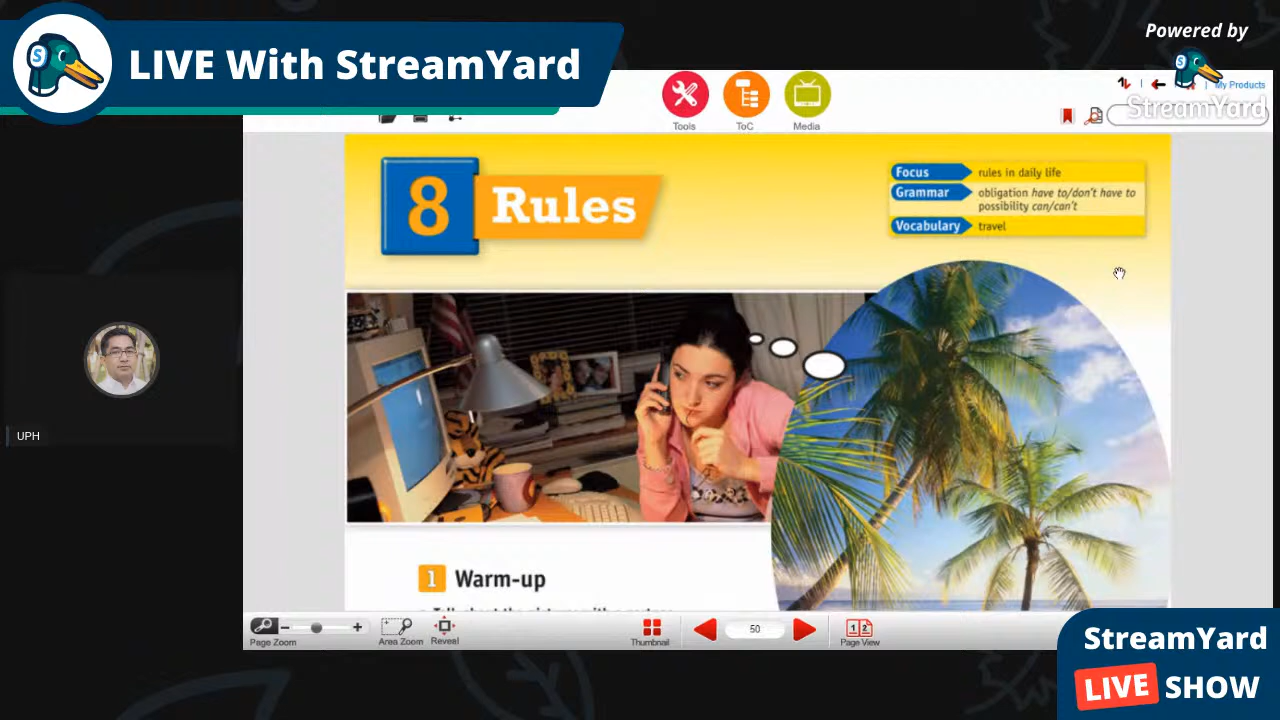 LIVE With StreamYard
Powered by
StreamYard
My Products
Tools
ToC
Media
8
Rules
Focus rules in daily life
Grammar obligation have to/don't have to
possibility can/can't
Vocabulary travel
UPH
1 Warm-up
Page Zoom
Area Zoom
Reveal
Thumbnail
50
1 2
Page View
StreamYard
LIVE SHOW